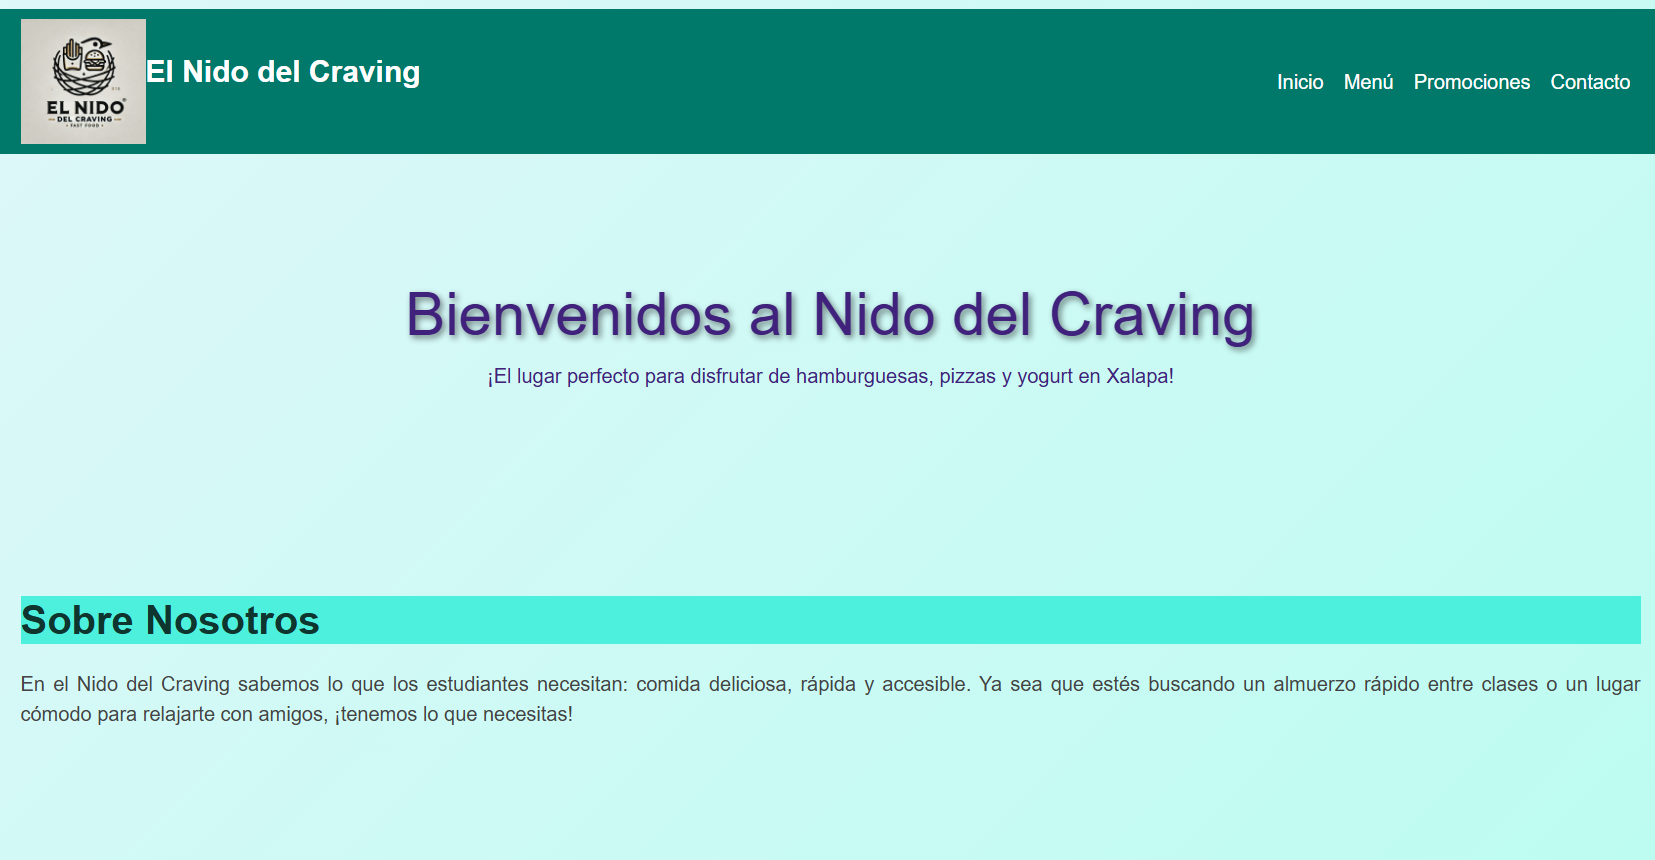 EL NIDO
DEL CRAVING
• FAST FOOD •
El Nido del Craving
Inicio Menú Promociones Contacto
Bienvenidos al Nido del Craving
¡El lugar perfecto para disfrutar de hamburguesas, pizzas y yogurt en Xalapa!
Sobre Nosotros
En el Nido del Craving sabemos lo que los estudiantes necesitan: comida deliciosa, rápida y accesible. Ya sea que estés buscando un almuerzo rápido entre clases o un lugar
cómodo para relajarte con amigos, ¡tenemos lo que necesitas!